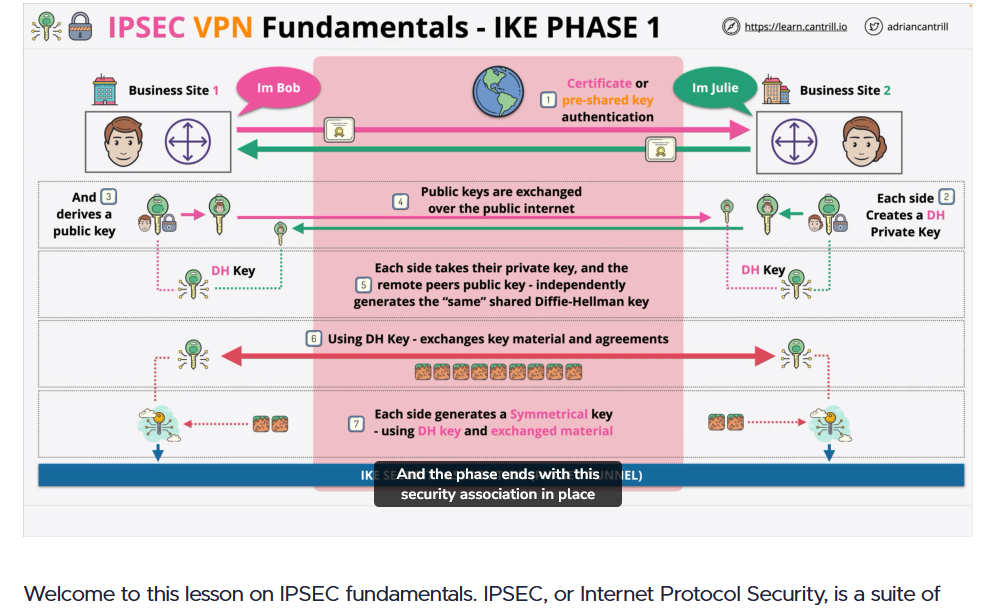 IPSEC VPN Fundamentals - IKE PHASE 1
https://learn.cantrill.io
adriancantrill
Business Site 1
Im Bob
1
Certificate or
pre-shared key
authentication
Im Julie
Business Site 2
And 3
derives a
public key
4
Public keys are exchanged
over the public internet
Each side 2
Creates a DH
Private Key
DH Key
5
Each side takes their private key, and the
remote peers public key - independently
generates the “same” shared Diffie-Hellman key
DH Key
6 Using DH Key - exchanges key material and agreements
7
Each side generates a Symmetrical key
- using DH key and exchanged material
And the phase ends with this
security association in place
Welcome to this lesson on IPSEC fundamentals. IPSEC, or Internet Protocol Security, is a suite of